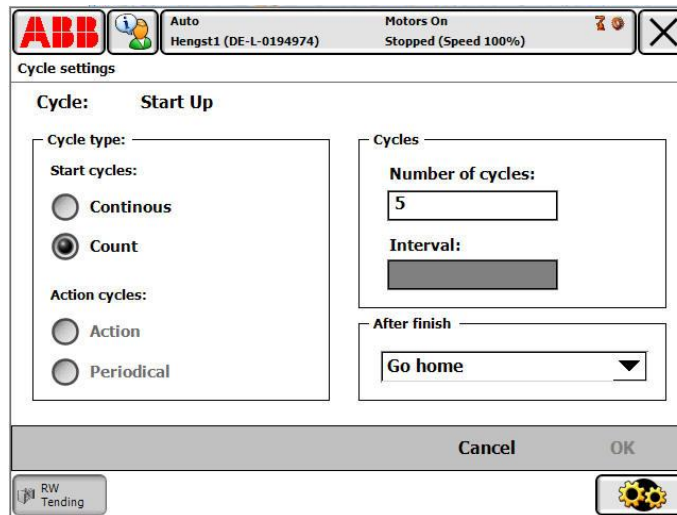 ABB
Auto
Hengst1 (DE-L-0194974)
Motors On
Stopped (Speed 100%)
Cycle settings
Cycle: Start Up
Cycle type:
Start cycles:
Continous
Count
Action cycles:
Action
Periodical
Cycles
Number of cycles:
5
Interval:
After finish
Go home
Cancel OK
RW
Tending